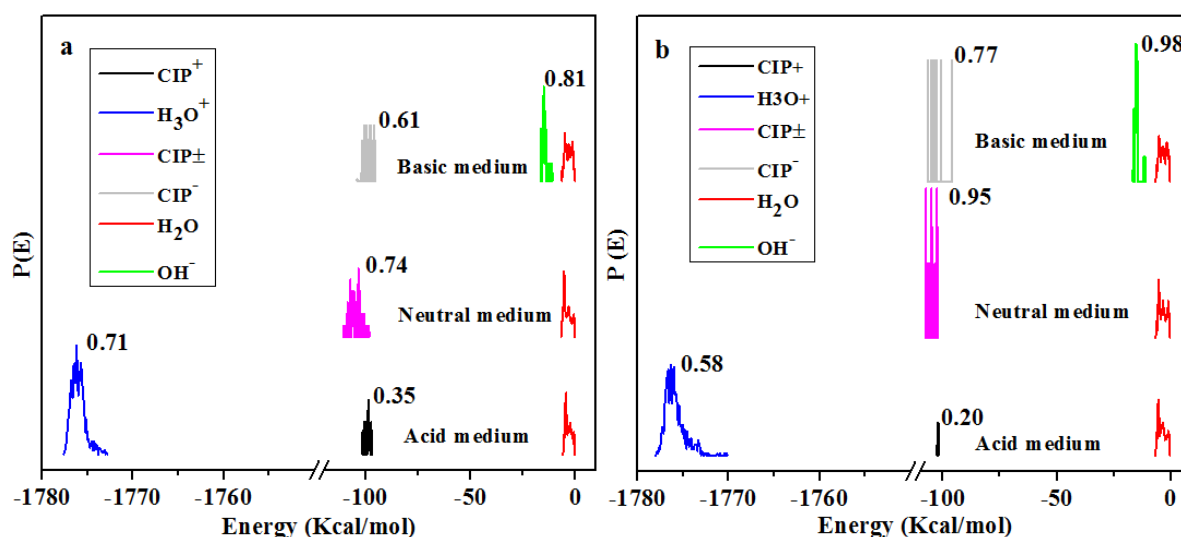 a
CIP+
H3O+
CIP±
CIP-
H2O
OH-
0.81
0.61
Basic medium
0.74
Neutral medium
0.71
0.35
Acid medium
P(E)
-1780 -1770 -1760 -100 -50 0
Energy (Kcal/mol)
b
CIP+
H3O+
CIP±
CIP-
H2O
OH-
0.98
0.77
Basic medium
0.95
Neutral medium
0.58
0.20
Acid medium
P (E)
-1780 -1770 -1760 -100 -50 0
Energy (Kcal/mol)